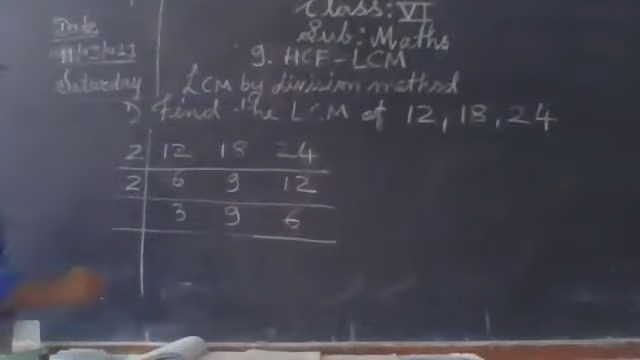 Class: VI
Date
Sub: Maths
9. HCF-LCM
Saturday LCM by division method
1) Find the LCM of 12, 18, 24
2 12 18 24
2 6 9 12
3 9 6